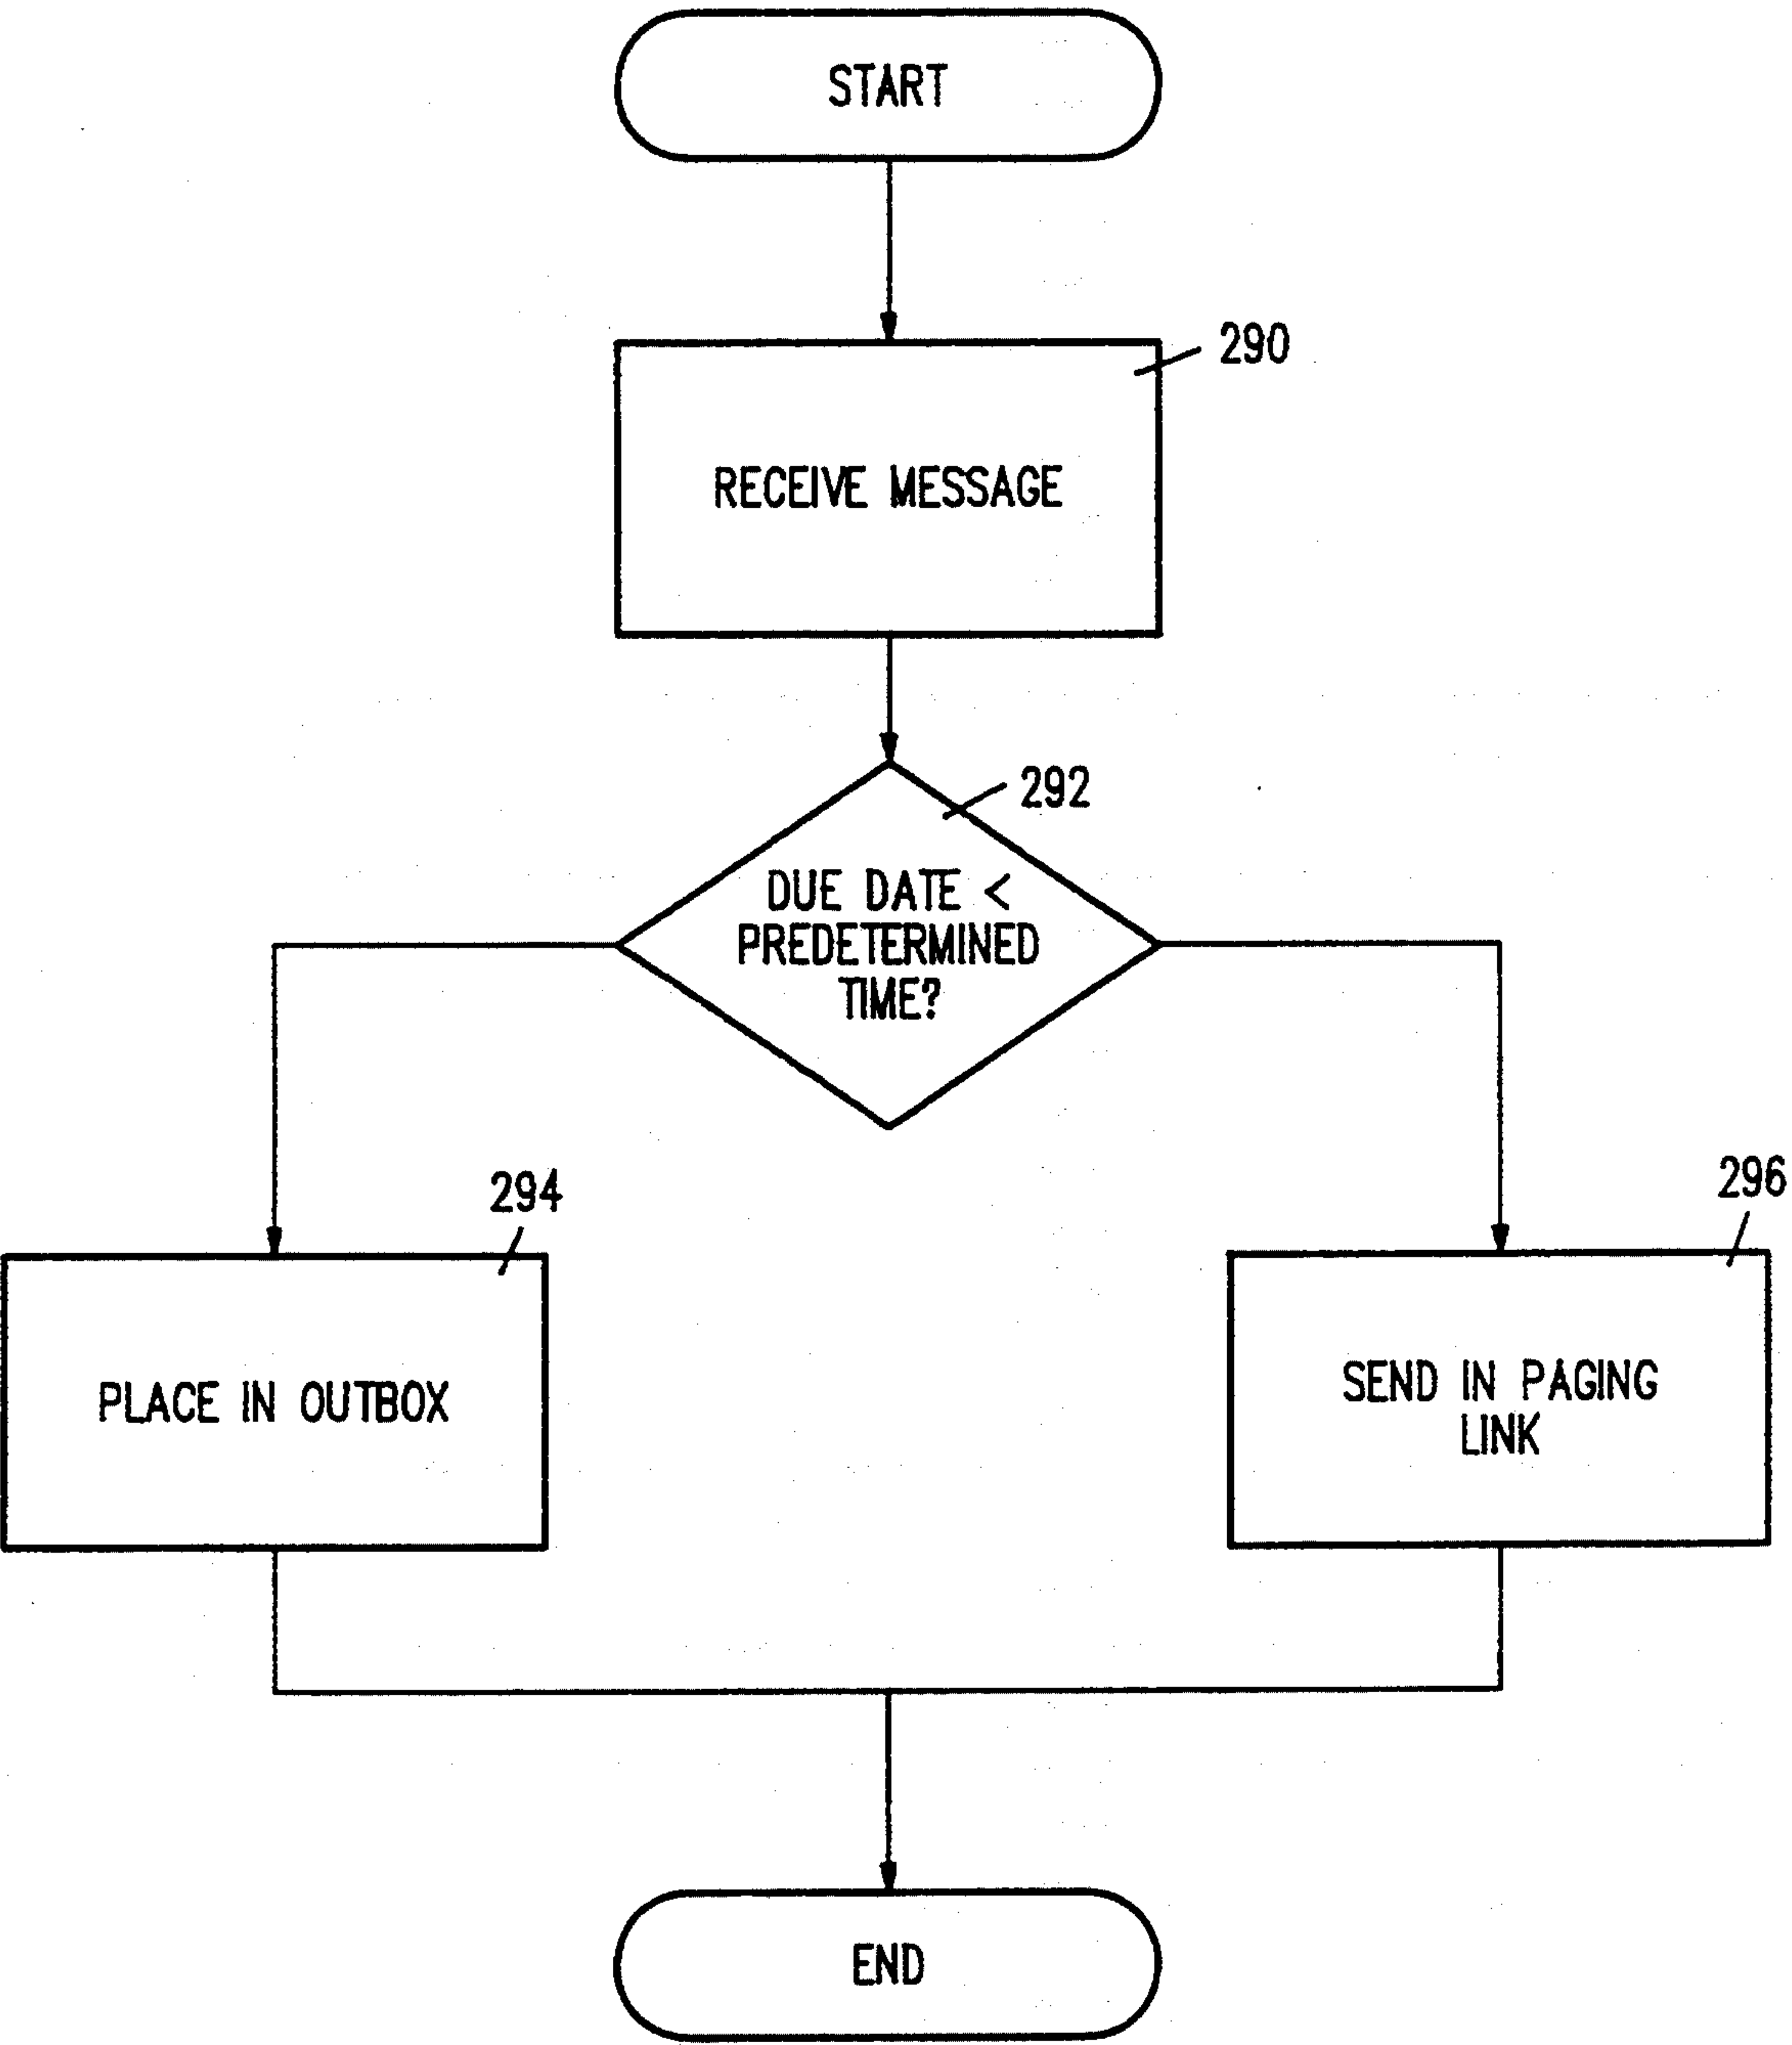 START
290
RECEIVE MESSAGE
292
DUE DATE <
PREDETERMINED
TIME?
294
296
PLACE IN OUTBOX
SEND IN PAGING
LINK
END